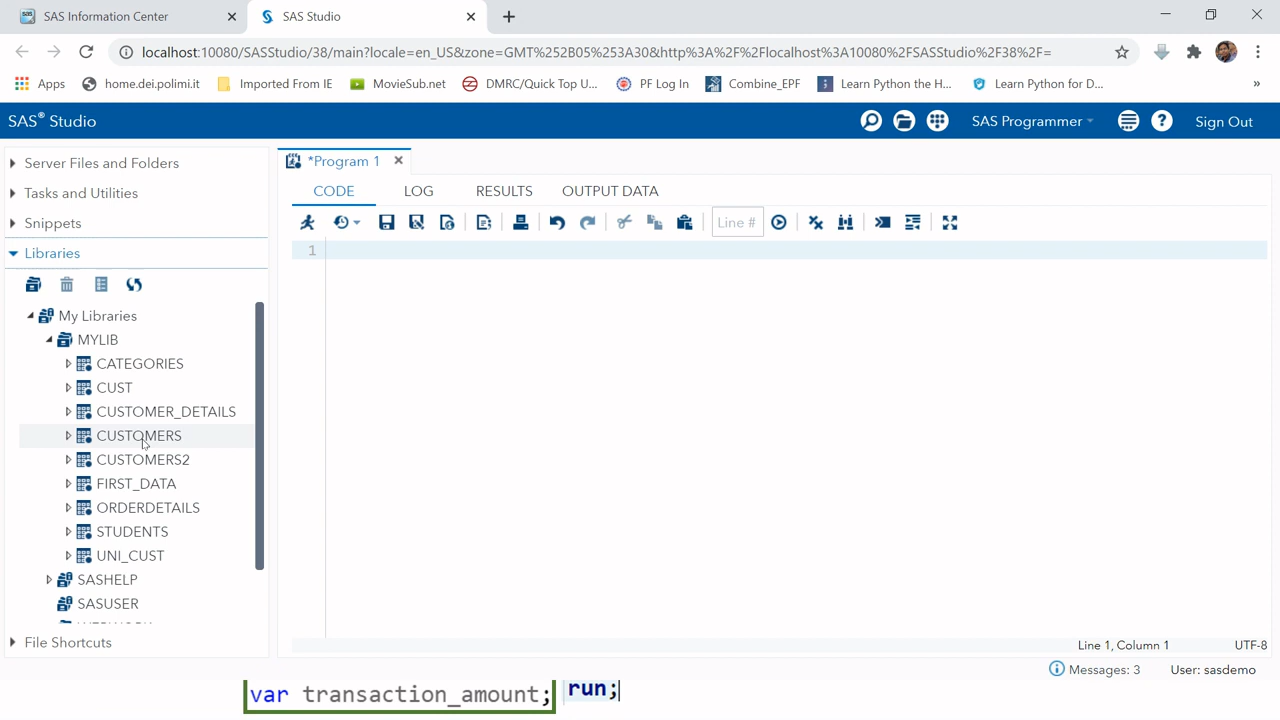 SAS Information Center
SAS Studio
localhost:10080/SASStudio/38/main?locale=en_US&zone=GMT%252B05%253A30&http%3A%2F%2Flocalhost%3A10080%2FSASStudio%2F38%2F=
Apps home.dei.polimi.it Imported From IE MovieSub.net DMRC/Quick Top U... PF Log In Combine_EPF Learn Python the H... Learn Python for D... »
SAS® Studio
SAS Programmer
Sign Out
Server Files and Folders
Tasks and Utilities
Snippets
Libraries
My Libraries
MYLIB
CATEGORIES
CUST
CUSTOMER_DETAILS
CUSTOMERS
CUSTOMERS2
FIRST_DATA
ORDERDETAILS
STUDENTS
UNI_CUST
SASHELP
SASUSER
File Shortcuts
*Program 1
CODE LOG RESULTS OUTPUT DATA
Line #
1
Line 1, Column 1 UTF-8
Messages: 3 User: sasdemo
var transaction_amount; run;